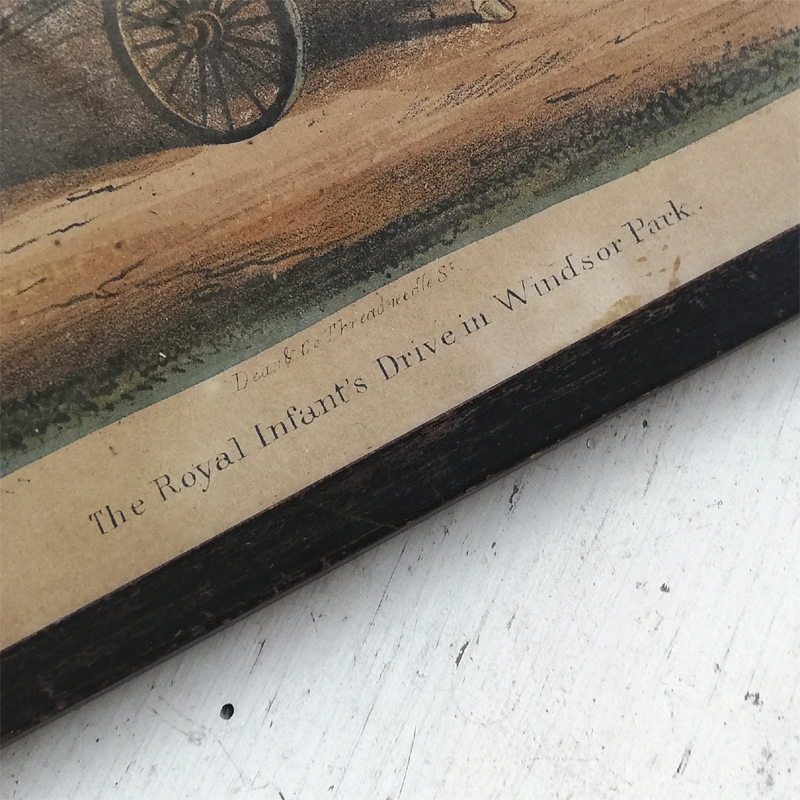 Dean & Co Threadneedle St
The Royal Infant's Drive in Windsor Park.